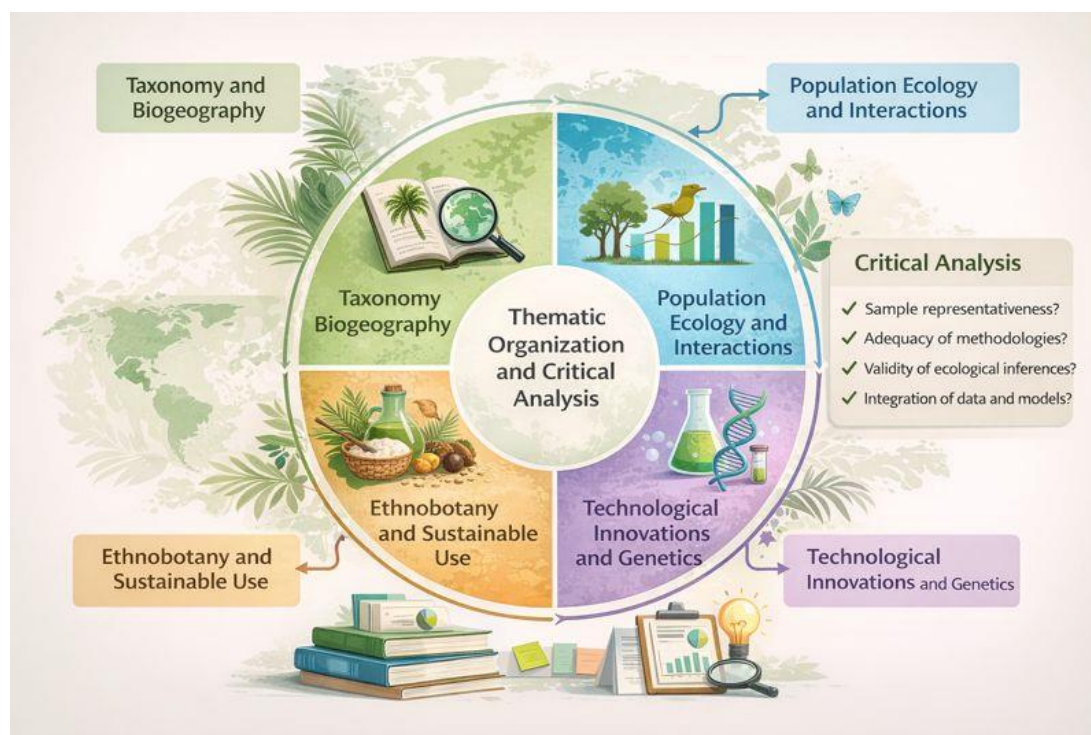 Taxonomy and
Biogeography
Population Ecology
and Interactions
Taxonomy
Biogeography
Population
Ecology and
Interactions
Thematic
Organization
and Critical
Analysis
Critical Analysis
✓ Sample representativeness?
✓ Adequacy of methodologies?
✓ Validity of ecological inferences?
✓ Integration of data and models?
Ethnobotany
and Sustainable
Use
Technological
Innovations
and Genetics
Ethnobotany and
Sustainable Use
Technological
Innovations and Genetics